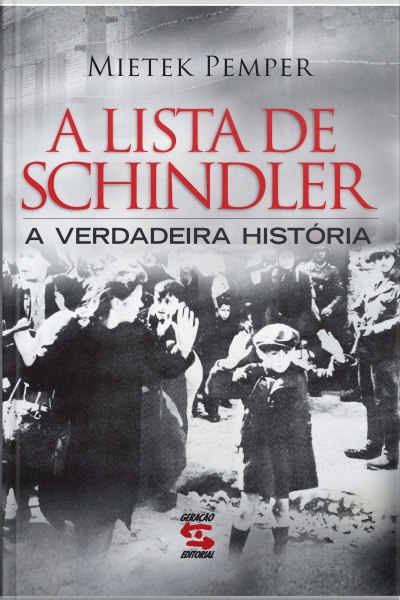 MIETEK PEMPER
A LISTA DE
SCHINDLER
A VERDADEIRA HISTÓRIA
GERAÇÃO
EDITORIAL